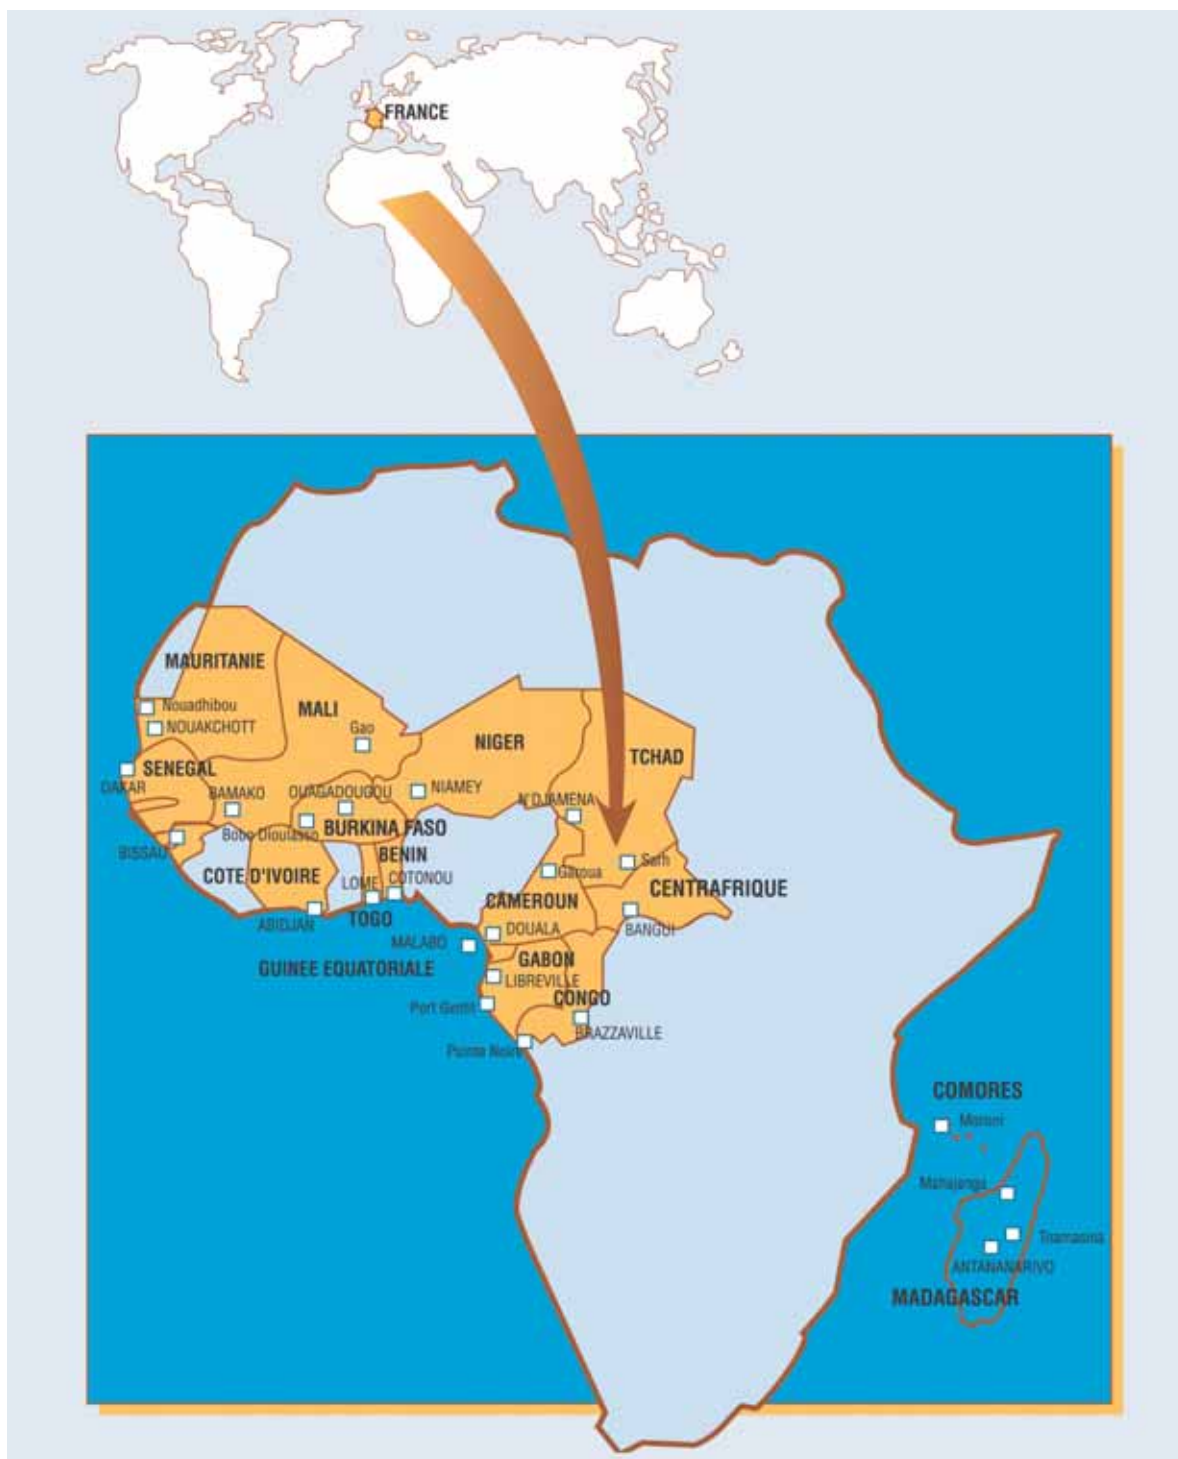 FRANCE
MAURITANIE
Nouadhibou
MALI
NOUAKCHOTT
Gao
NIGER
TCHAD
SENEGAL
DAKAR
BAMAKO
OUAGADOUGOU
NIAMEY
N'DJAMENA
Bobo Dioulasso
BURKINA FASO
BISSAU
BENIN
Sarh
COTE D'IVOIRE
LOME
COTONOU
Garoua
CENTRAFRIQUE
CAMEROUN
ABIDJAN
TOGO
DOUALA
BANGUI
MALABO
GABON
GUINEE EQUATORIALE
LIBREVILLE
CONGO
Port Gentil
BRAZZAVILLE
Pointe Noire
COMORES
Moroni
Mahajanga
Toamasina
ANTANANARIVO
MADAGASCAR